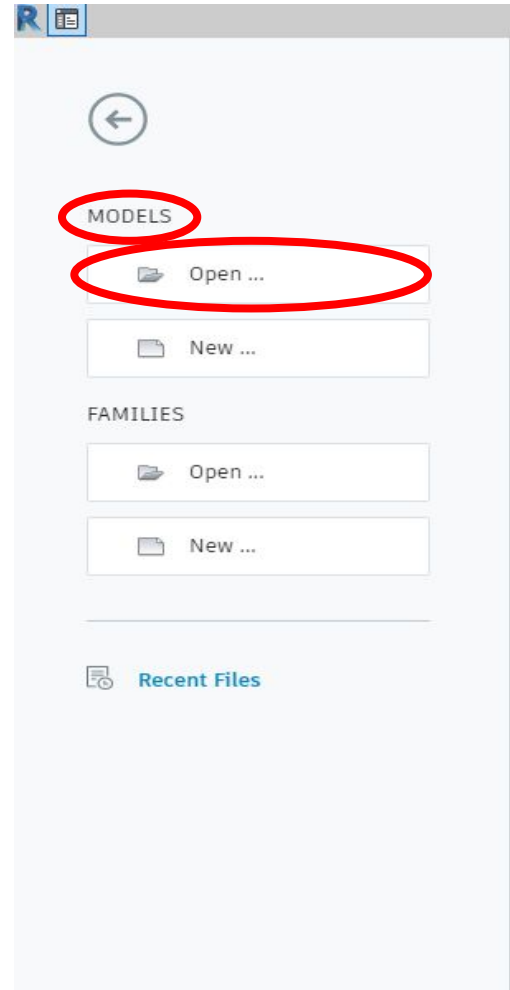 R
MODELS
Open ...
New ...
FAMILIES
Open ...
New ...
Recent Files